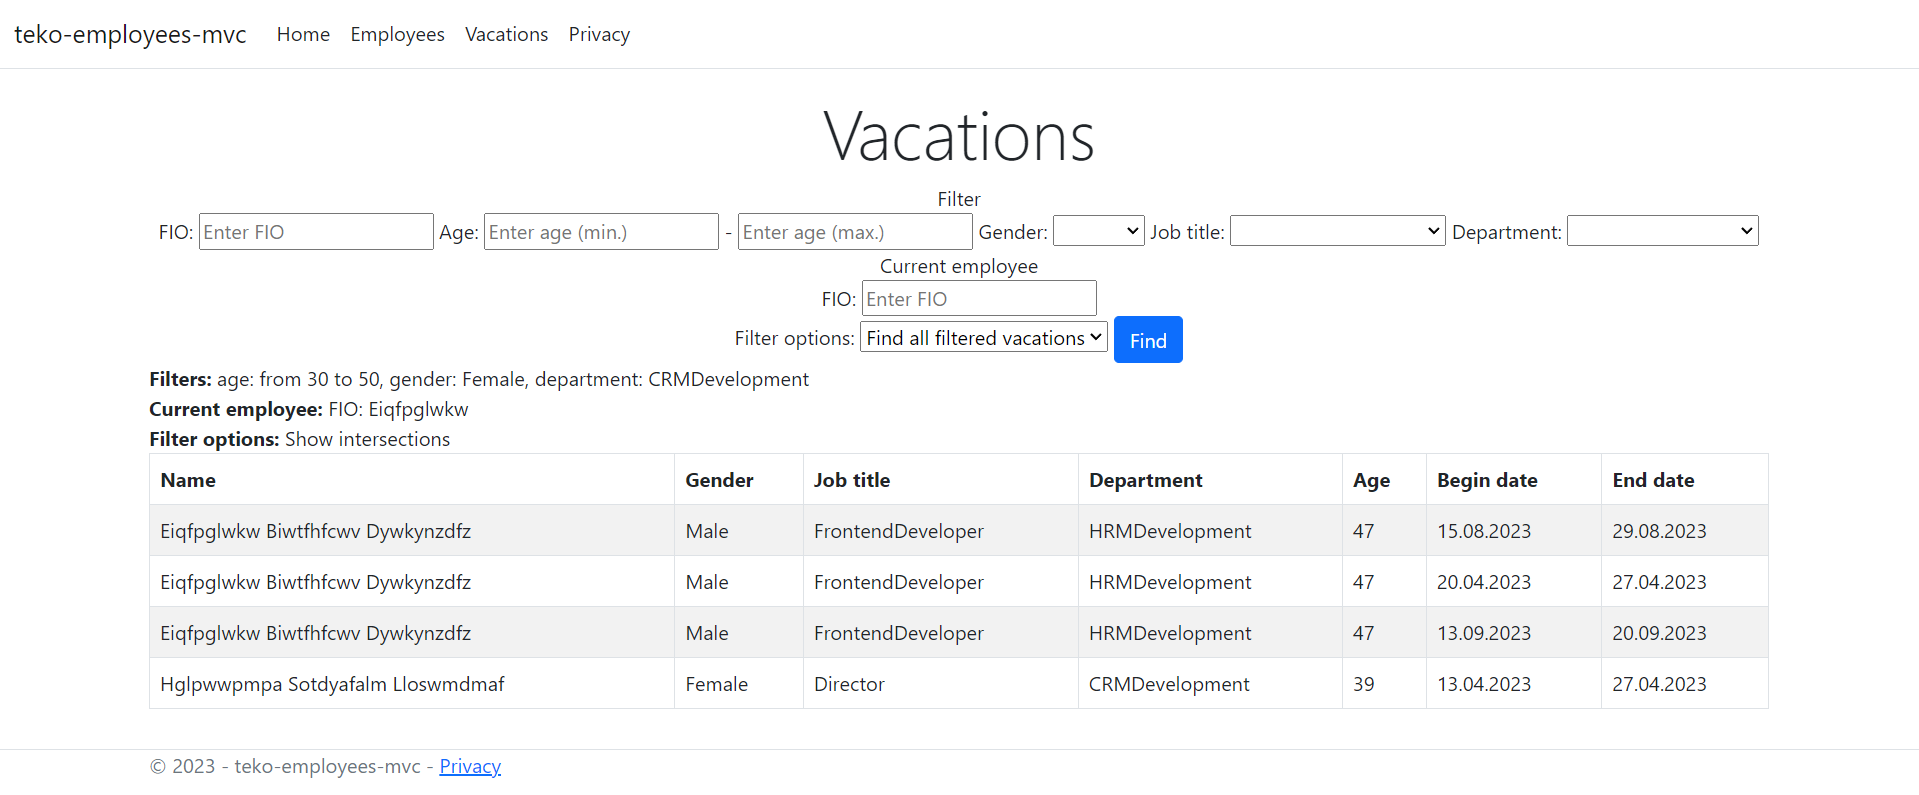 teko-employees-mvc Home Employees Vacations Privacy
Vacations
Filter
FIO: Enter FIO Age: Enter age (min.) - Enter age (max.) Gender: Job title: Department:
Current employee
FIO: Enter FIO
Filter options: Find all filtered vacations Find
Filters: age: from 30 to 50, gender: Female, department: CRMDevelopment
Current employee: FIO: Eiqfpglwkw
Filter options: Show intersections
Name Gender Job title Department Age Begin date End date
Eiqfpglwkw Biwtfhfcwv Dywkynzdfz Male FrontendDeveloper HRMDevelopment 47 15.08.2023 29.08.2023
Eiqfpglwkw Biwtfhfcwv Dywkynzdfz Male FrontendDeveloper HRMDevelopment 47 20.04.2023 27.04.2023
Eiqfpglwkw Biwtfhfcwv Dywkynzdfz Male FrontendDeveloper HRMDevelopment 47 13.09.2023 20.09.2023
Hglpwwpmpa Sotdyafalm Lloswmdmaf Female Director CRMDevelopment 39 13.04.2023 27.04.2023
© 2023 - teko-employees-mvc - Privacy